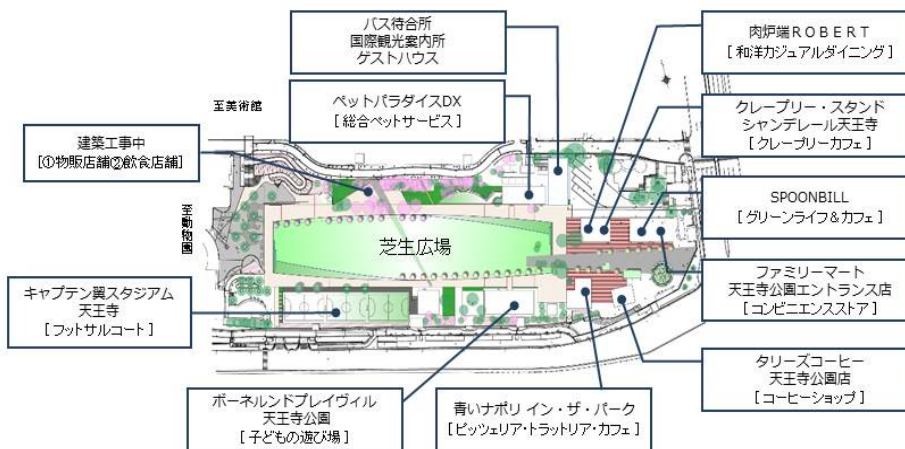 バス待合所
国際観光案内所
ゲストハウス
肉炉端ROBERT
[ 和洋カジュアルダイニング ]
ペットパラダイスDX
[ 総合ペットサービス ]
至美術館
クレープリー・スタンド
シャンデレール天王寺
[ クレープリーカフェ ]
建築工事中
[①物販店舗②飲食店舗]
SPOONBILL
[ グリーンライフ&カフェ ]
至動物園
芝生広場
ファミリーマート
天王寺公園エントランス店
[ コンビニエンスストア ]
キャプテン翼スタジアム
天王寺
[ フットサルコート ]
タリーズコーヒー
天王寺公園店
[ コーヒーショップ ]
ボーネルンドプレイヴィル
天王寺公園
[ 子どもの遊び場 ]
青いナポリ イン・ザ・パーク
[ ピッツェリア・トラットリア・カフェ ]